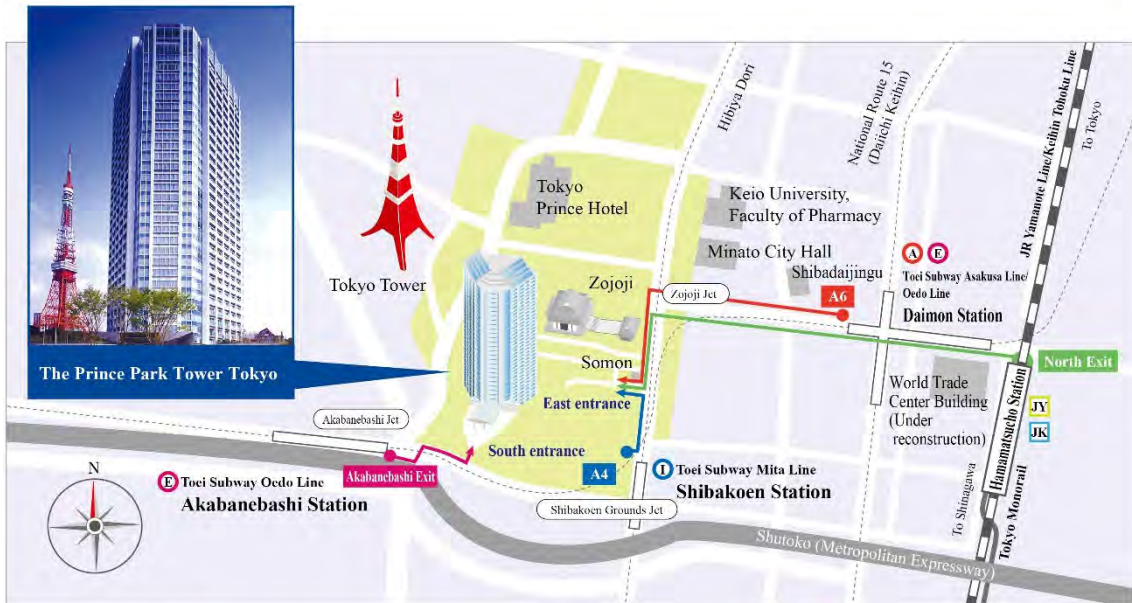 The Prince Park Tower Tokyo
Tokyo Tower
Tokyo
Prince Hotel
Zojoji
Somon
East entrance
South entrance
Hibiya Dori
Keio University,
Faculty of Pharmacy
Minato City Hall
Shibadaijingu
Zojoji Jct
A6
National Route 15
(Daiichi Keihin)
JR Yamanote Line/Keihin Tohoku Line
To Tokyo
A E
Toei Subway Asakusa Line/
Oedo Line
Daimon Station
North Exit
World Trade
Center Building
(Under
reconstruction)
Hamamatsucho Station
JY
JK
To Shinagawa
Tokyo Monorail
Akabanebashi Jct
Akabanebashi Exit
E Toei Subway Oedo Line
Akabanebashi Station
A4
I Toei Subway Mita Line
Shibakoen Station
Shibakoen Grounds Jct
Shutoko (Metropolitan Expressway)
N